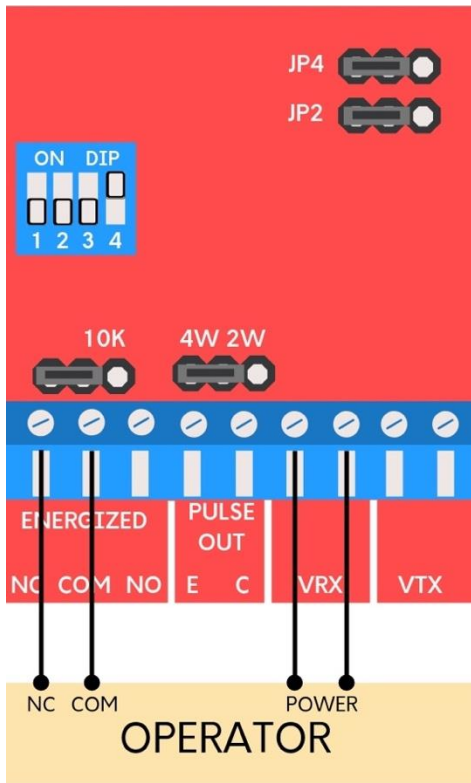 JP4
JP2
ON DIP
1 2 3 4
10K 4W 2W
ENERGIZED PULSE
OUT
NC COM NO E C VRX VTX
NC COM POWER
OPERATOR